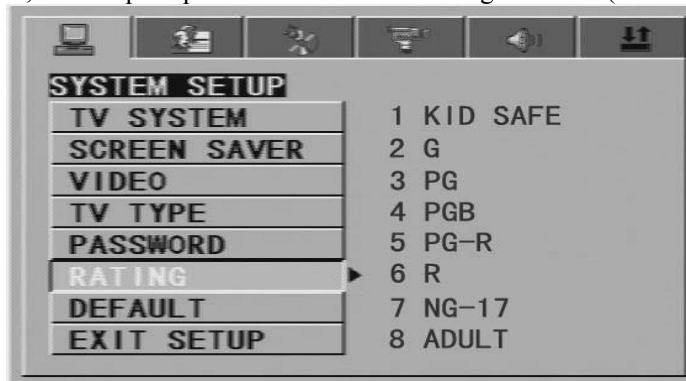 SYSTEM SETUP
TV SYSTEM
SCREEN SAVER
VIDEO
TV TYPE
PASSWORD
RATING
DEFAULT
EXIT SETUP
1 KID SAFE
2 G
3 PG
4 PGB
5 PG-R
6 R
7 NG-17
8 ADULT